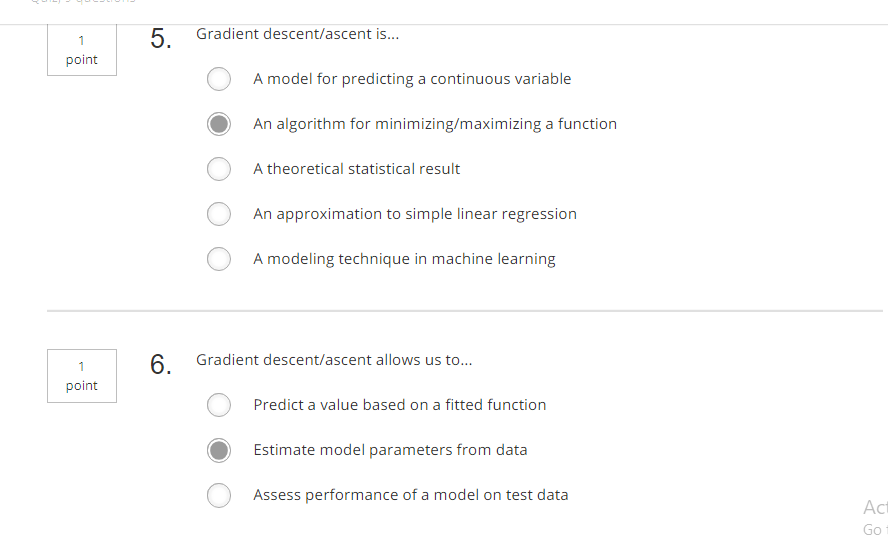 1
point
5.
Gradient descent/ascent is...
A model for predicting a continuous variable
An algorithm for minimizing/maximizing a function
A theoretical statistical result
An approximation to simple linear regression
A modeling technique in machine learning
1
point
6.
Gradient descent/ascent allows us to...
Predict a value based on a fitted function
Estimate model parameters from data
Assess performance of a model on test data
Act
Go